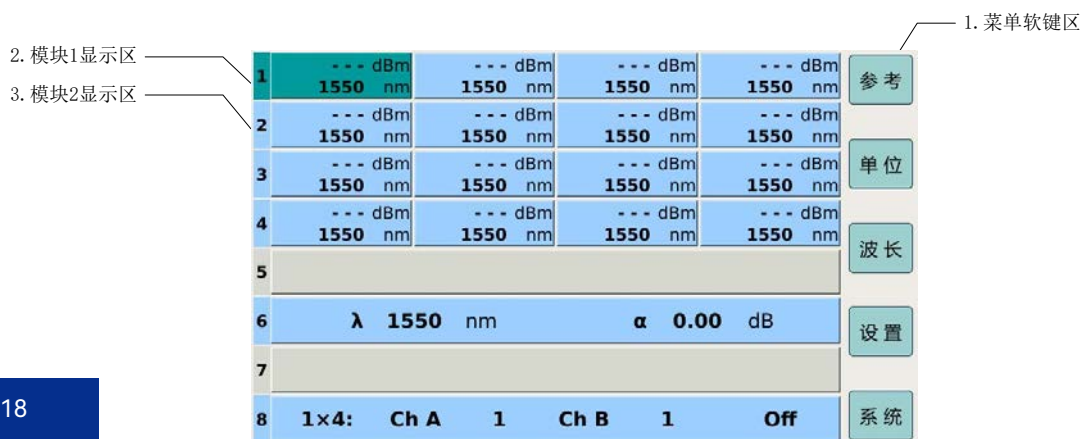 1.菜单软键区
2.模块1显示区
3.模块2显示区
1 --- dBm --- dBm --- dBm --- dBm
1550 nm 1550 nm 1550 nm 1550 nm
参考
2 --- dBm --- dBm --- dBm --- dBm
1550 nm 1550 nm 1550 nm 1550 nm
单位
3 --- dBm --- dBm --- dBm --- dBm
1550 nm 1550 nm 1550 nm 1550 nm
4 --- dBm --- dBm --- dBm --- dBm
1550 nm 1550 nm 1550 nm 1550 nm
波长
5
6 λ 1550 nm α 0.00 dB
设置
7
8 1×4: Ch A 1 Ch B 1 Off
系统
18